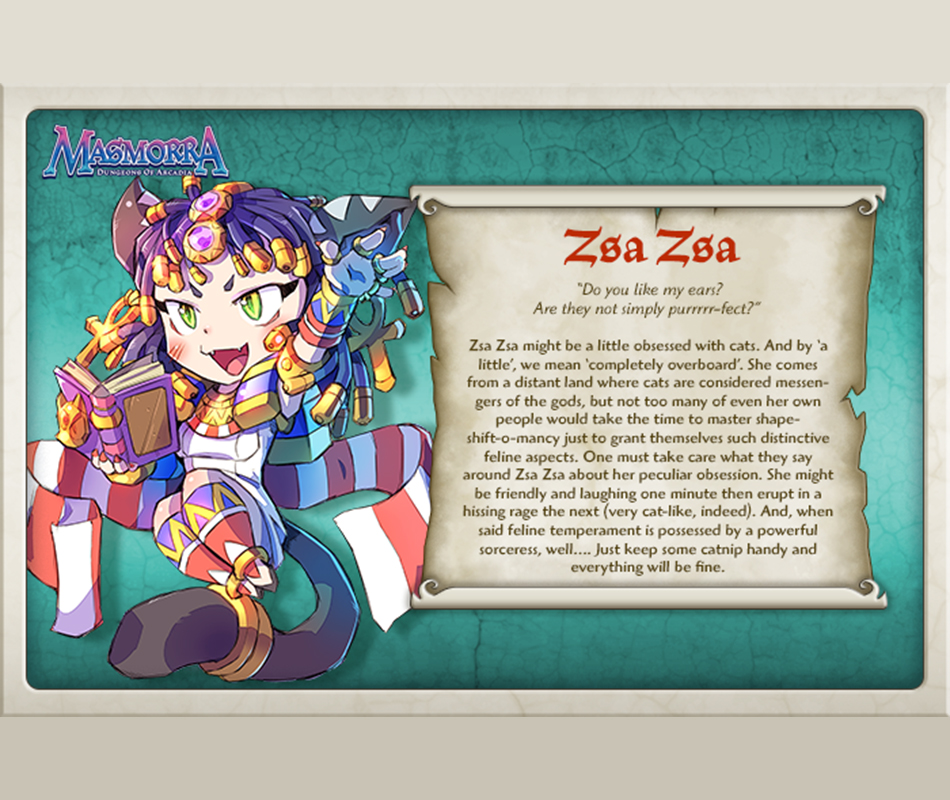 MASMORRA
DUNGEONS OF ARCADIA
Zsa Zsa
"Do you like my ears?
Are they not simply purrrrr-fect?"
Zsa Zsa might be a little obsessed with cats. And by ‘a
little’, we mean ‘completely overboard’. She comes
from a distant land where cats are considered messen-
gers of the gods, but not too many of even her own
people would take the time to master shape-
shift-o-mancy just to grant themselves such distinctive
feline aspects. One must take care what they say
around Zsa Zsa about her peculiar obsession. She might
be friendly and laughing one minute then erupt in a
hissing rage the next (very cat-like, indeed). And, when
said feline temperament is possessed by a powerful
sorceress, well.... Just keep some catnip handy and
everything will be fine.